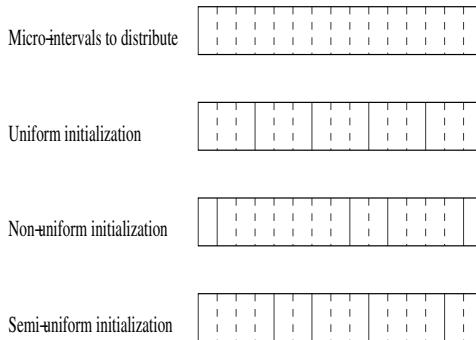 Micro-intervals to distribute
Uniform initialization
Non-uniform initialization
Semi-uniform initialization